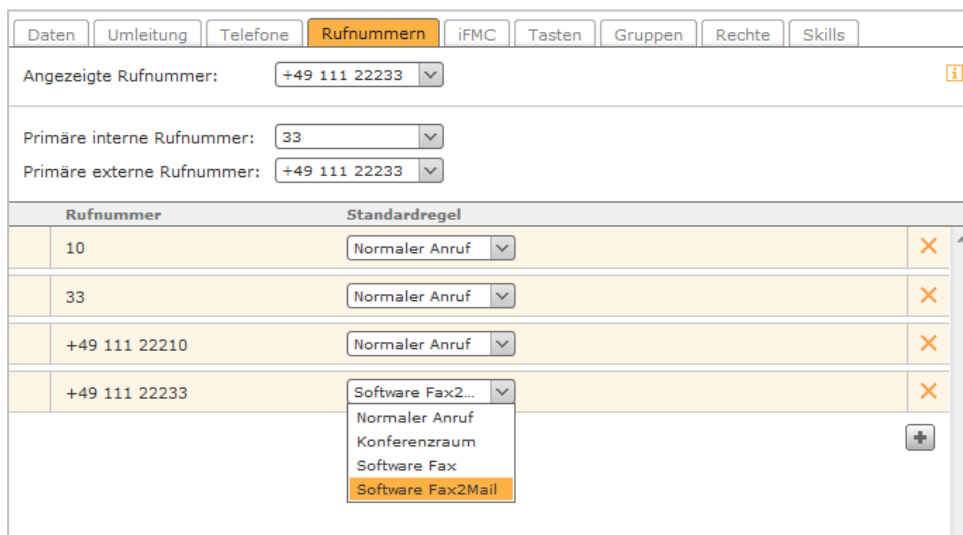 Daten Umleitung Telefone Rufnummern iFMC Tasten Gruppen Rechte Skills
Angezeigte Rufnummer: +49 111 22233
Primäre interne Rufnummer: 33
Primäre externe Rufnummer: +49 111 22233
Rufnummer Standardregel
10 Normaler Anruf
33 Normaler Anruf
+49 111 22210 Normaler Anruf
+49 111 22233 Software Fax2...
Normaler Anruf
Konferenzraum
Software Fax
Software Fax2Mail